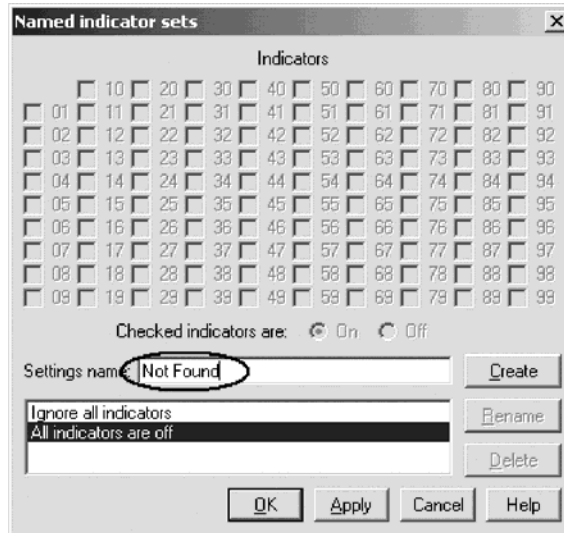 Named indicator sets
Indicators
10 20 30 40 50 60 70 80 90
01 11 21 31 41 51 61 71 81 91
02 12 22 32 42 52 62 72 82 92
03 13 23 33 43 53 63 73 83 93
04 14 24 34 44 54 64 74 84 94
05 15 25 35 45 55 65 75 85 95
06 16 26 36 46 56 66 76 86 96
07 17 27 37 47 57 67 77 87 97
08 18 28 38 48 58 68 78 88 98
09 19 29 39 49 59 69 79 89 99
Checked indicators are: On Off
Settings name: Not Found Create
Ignore all indicators Rename
All indicators are off
Delete
OK Apply Cancel Help